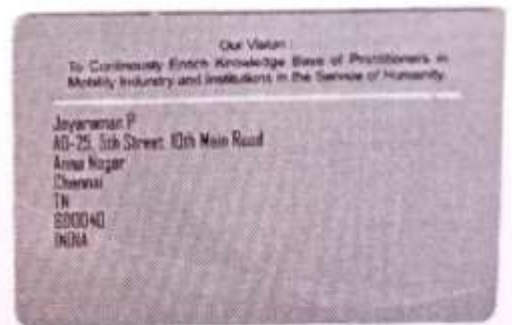 Our Vision :
To Continuously Enrich Knowledge Base of Practitioners in
Mobility Industry and Institutions in the Service of Humanity.
Jayaraman P
AD-25, 5th Street, 10th Main Road
Anna Nagar
Chennai
TN
600040
INDIA